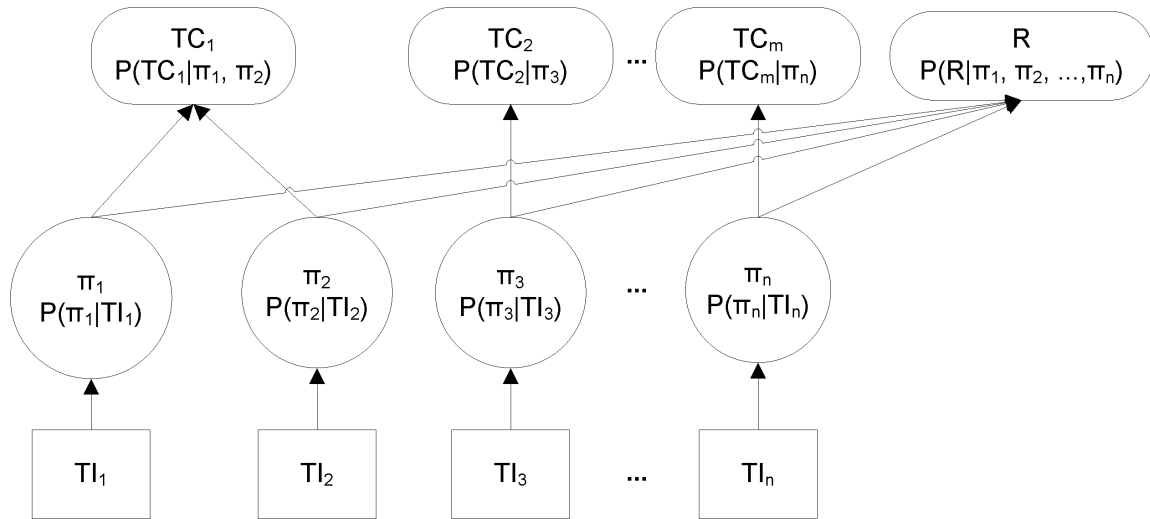 TC₁
P(TC₁|π₁, π₂)
TC₂
P(TC₂|π₃)
...
TCₘ
P(TCₘ|πₙ)
R
P(R|π₁, π₂, ...,πₙ)
π₁
P(π₁|TI₁)
π₂
P(π₂|TI₂)
π₃
P(π₃|TI₃)
...
πₙ
P(πₙ|TIₙ)
TI₁
TI₂
TI₃
...
TIₙ